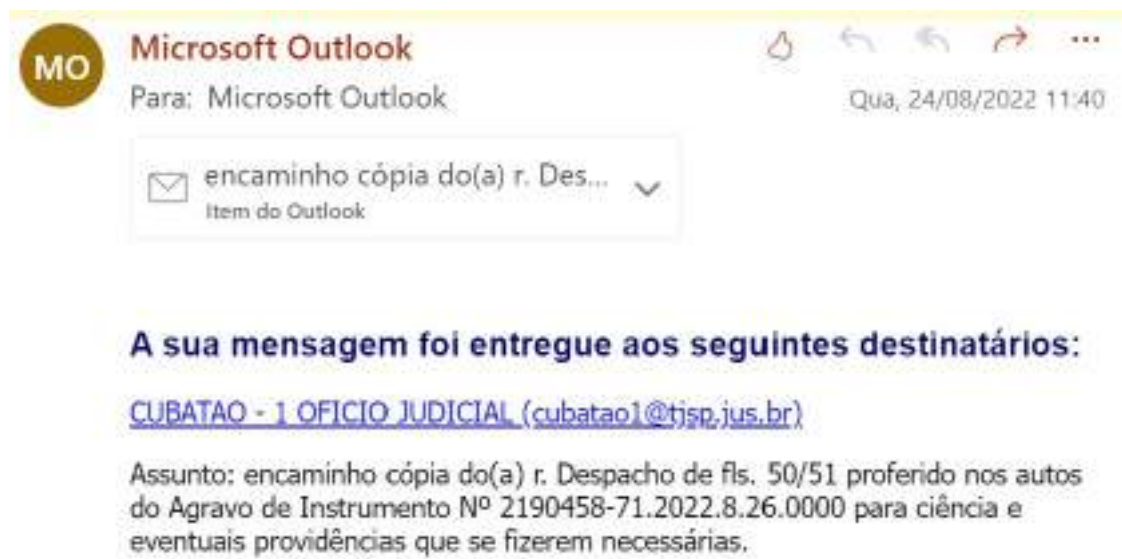 MO
Microsoft Outlook
Para: Microsoft Outlook
Qua, 24/08/2022 11:40
encaminho cópia do(a) r. Des...
Item do Outlook
A sua mensagem foi entregue aos seguintes destinatários:
CUBATAO - 1 OFICIO JUDICIAL (cubatao1@tjsp.jus.br)
Assunto: encaminho cópia do(a) r. Despacho de fls. 50/51 proferido nos autos
do Agravo de Instrumento Nº 2190458-71.2022.8.26.0000 para ciência e
eventuais providências que se fizerem necessárias.